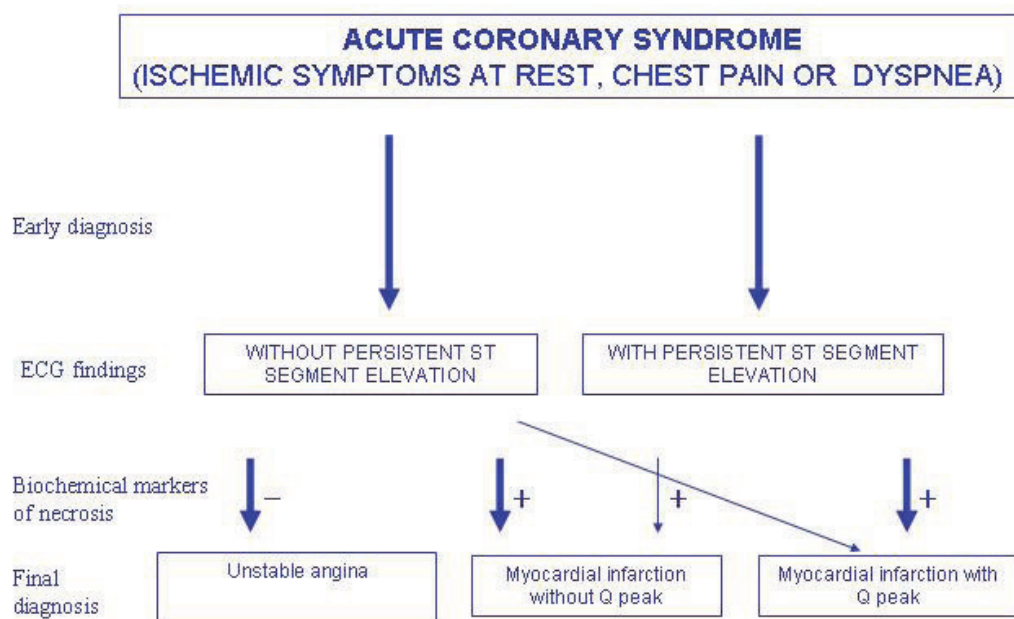 ACUTE CORONARY SYNDROME
(ISCHEMIC SYMPTOMS AT REST, CHEST PAIN OR DYSPNEA)
Early diagnosis
ECG findings
WITHOUT PERSISTENT ST
SEGMENT ELEVATION
WITH PERSISTENT ST SEGMENT
ELEVATION
Biochemical markers
of necrosis
–
+
+
+
Final
diagnosis
Unstable angina
Myocardial infarction
without Q peak
Myocardial infarction with
Q peak